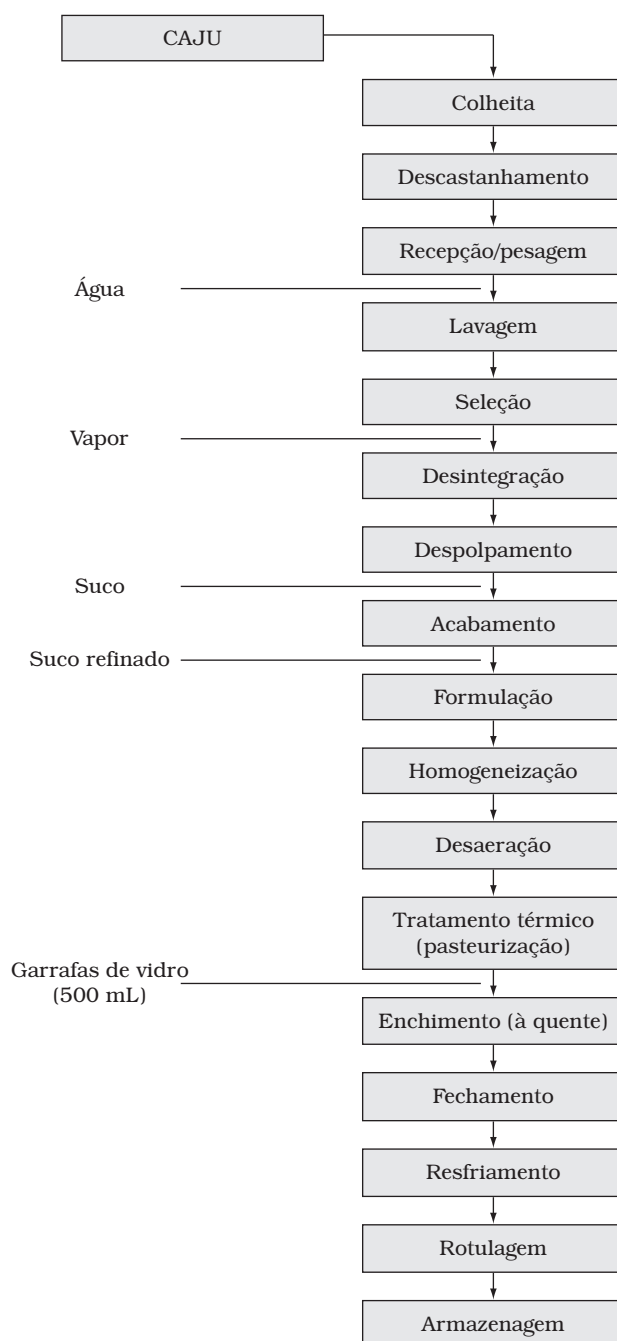 CAJU
Colheita
Descastanhamento
Recepção/pesagem
Água
Lavagem
Seleção
Vapor
Desintegração
Despolpamento
Suco
Acabamento
Suco refinado
Formulação
Homogeneização
Desaeração
Tratamento térmico
(pasteurização)
Garrafas de vidro
(500 mL)
Enchimento (à quente)
Fechamento
Resfriamento
Rotulagem
Armazenagem